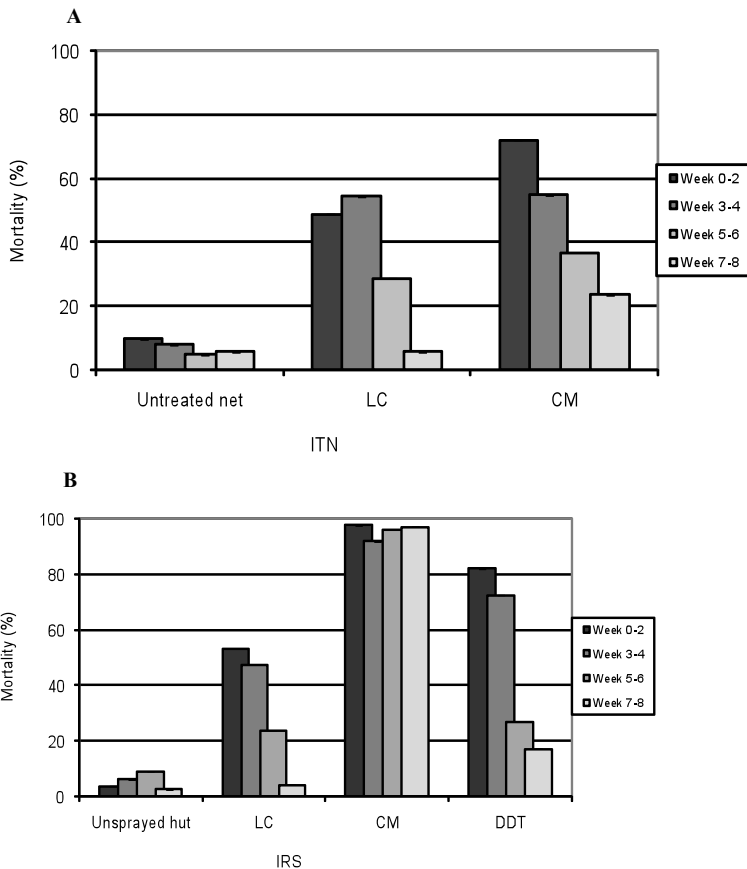 A
100
80
60
40
20
0
Mortality (%)
Untreated net
LC
CM
ITN
Week 0-2
Week 3-4
Week 5-6
Week 7-8
B
100
80
60
40
20
0
Mortality (%)
Unsprayed hut
LC
CM
DDT
IRS
Week 0-2
Week 3-4
Week 5-6
Week 7-8